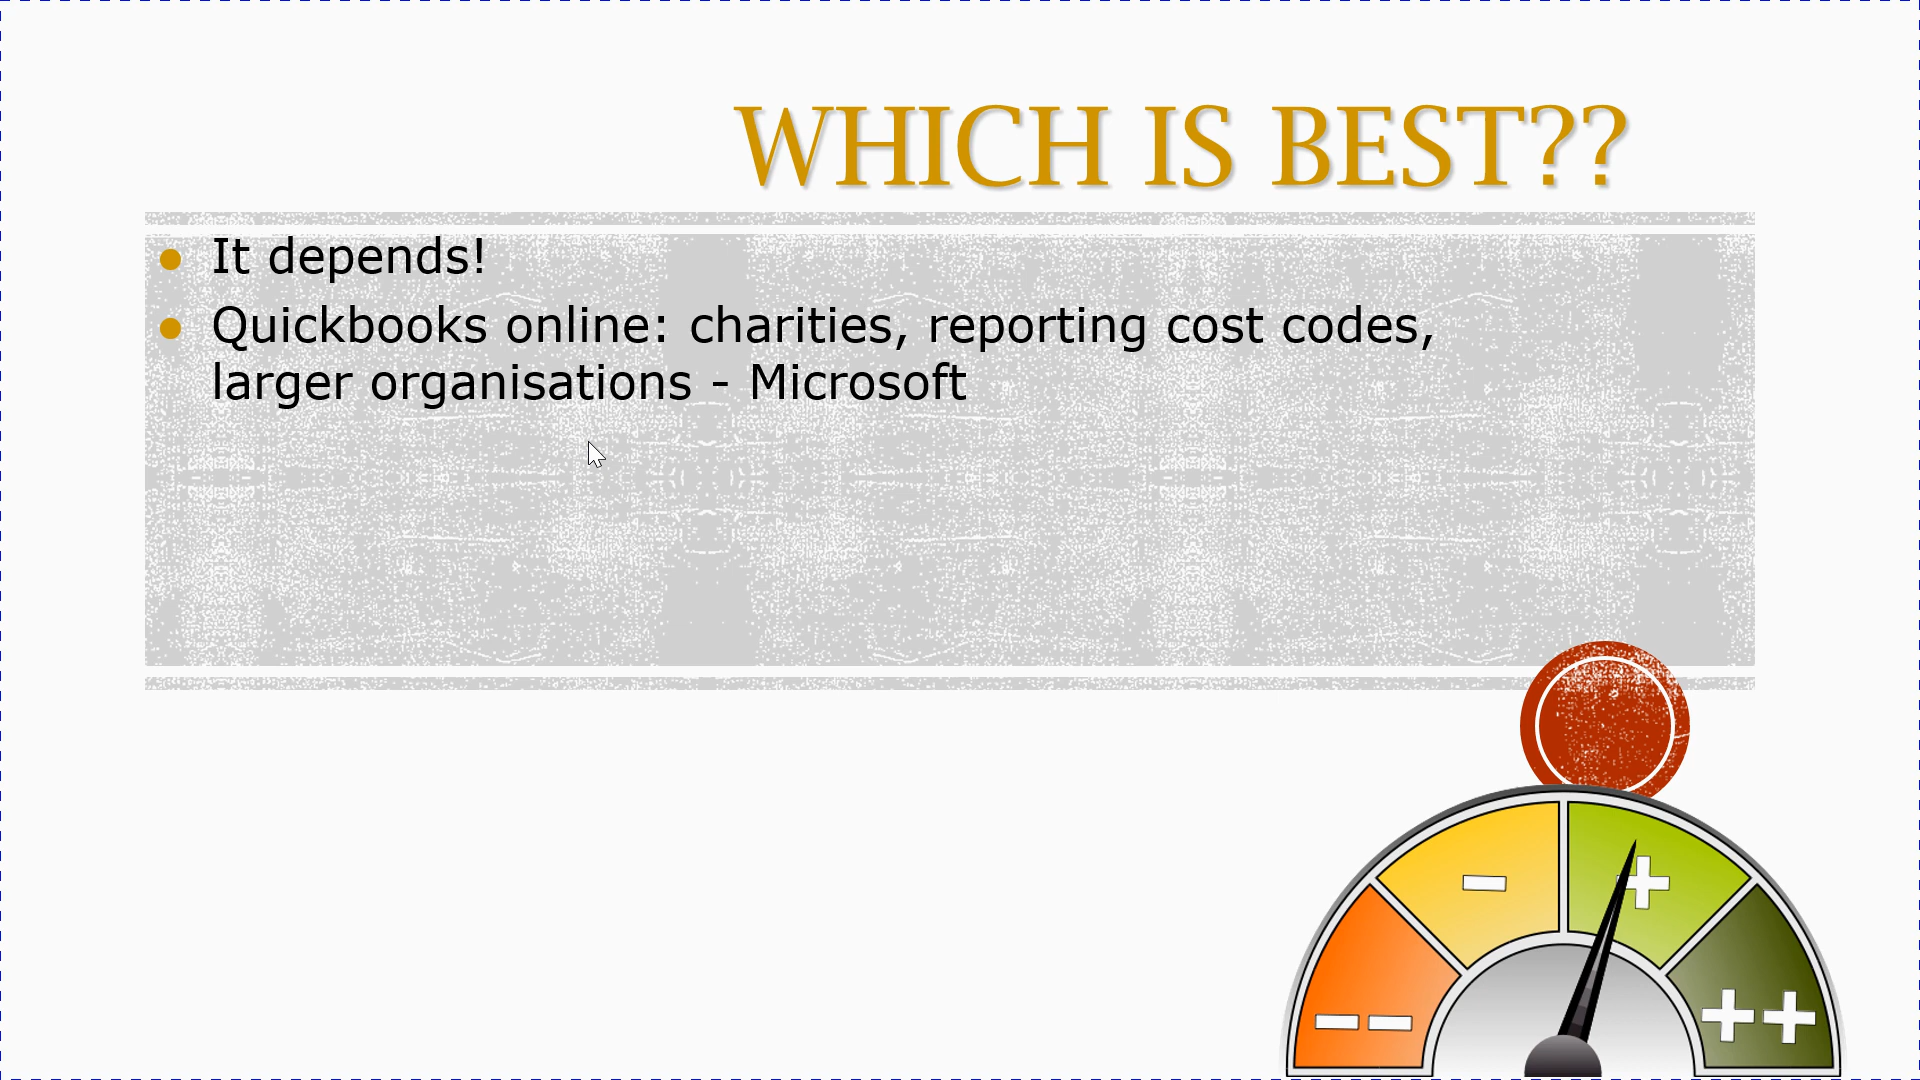 WHICH IS BEST??
It depends!
Quickbooks online: charities, reporting cost codes,
larger organisations - Microsoft
- +
-- ++